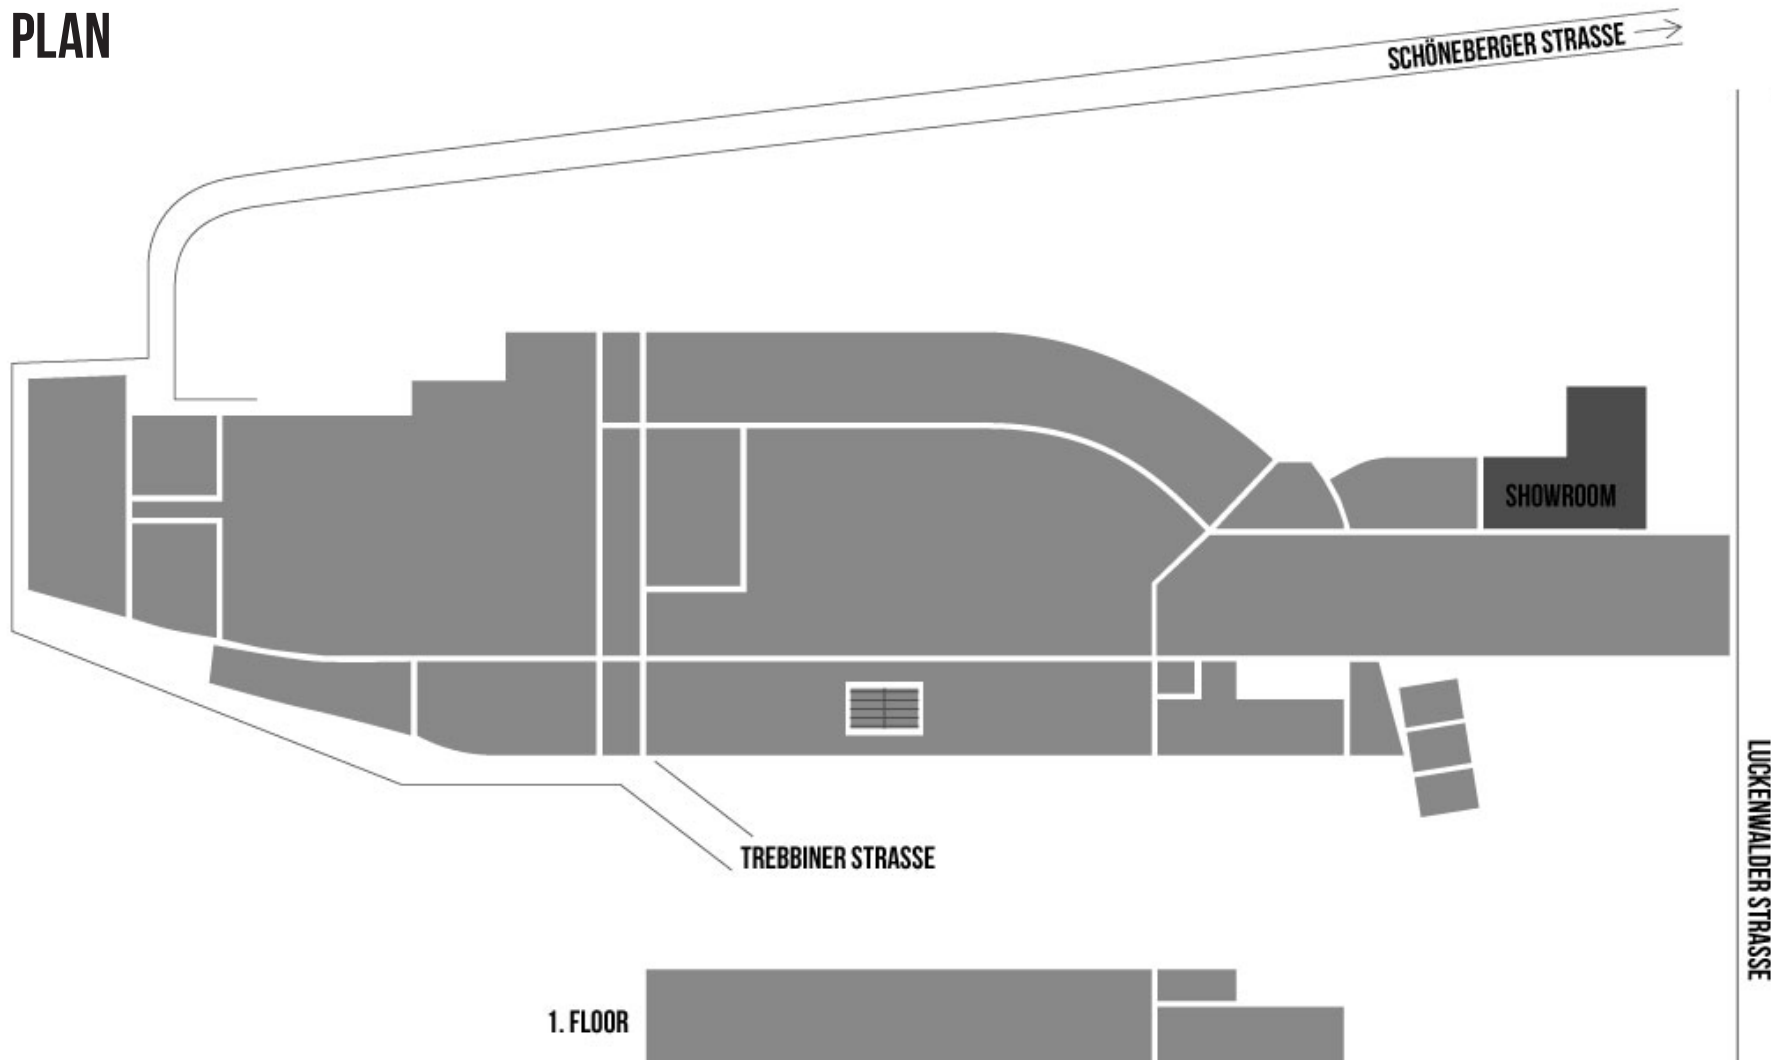 PLAN
SCHÖNEBERGER STRASSE
SHOWROOM
TREBBINER STRASSE
LUCKENWALDER STRASSE
1. FLOOR